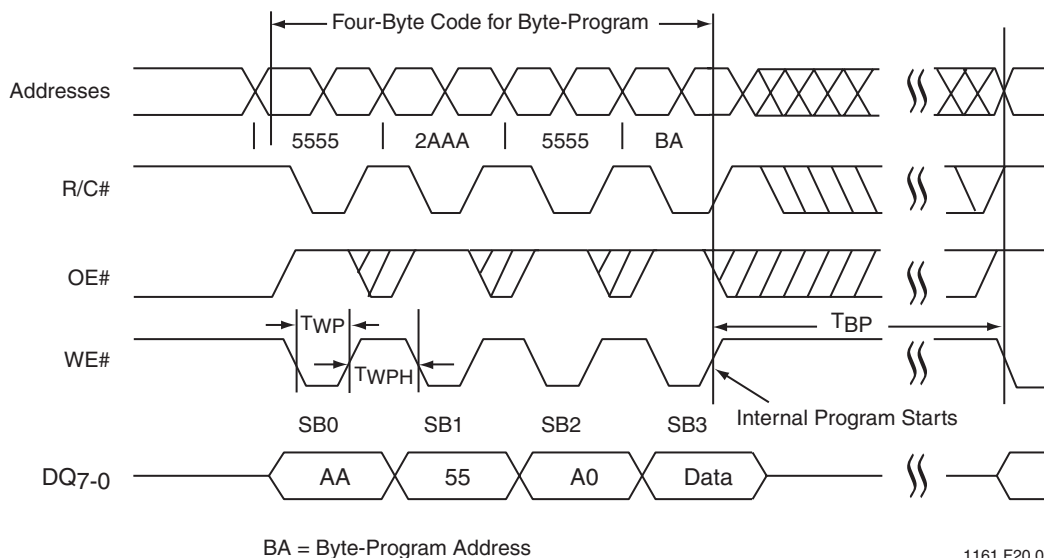 Four-Byte Code for Byte-Program
Addresses
5555 2AAA 5555 BA
R/C#
OE#
TWP
TBP
WE#
TWPH
Internal Program Starts
SB0 SB1 SB2 SB3
DQ7-0
AA 55 A0 Data
BA = Byte-Program Address
1161 F20.0